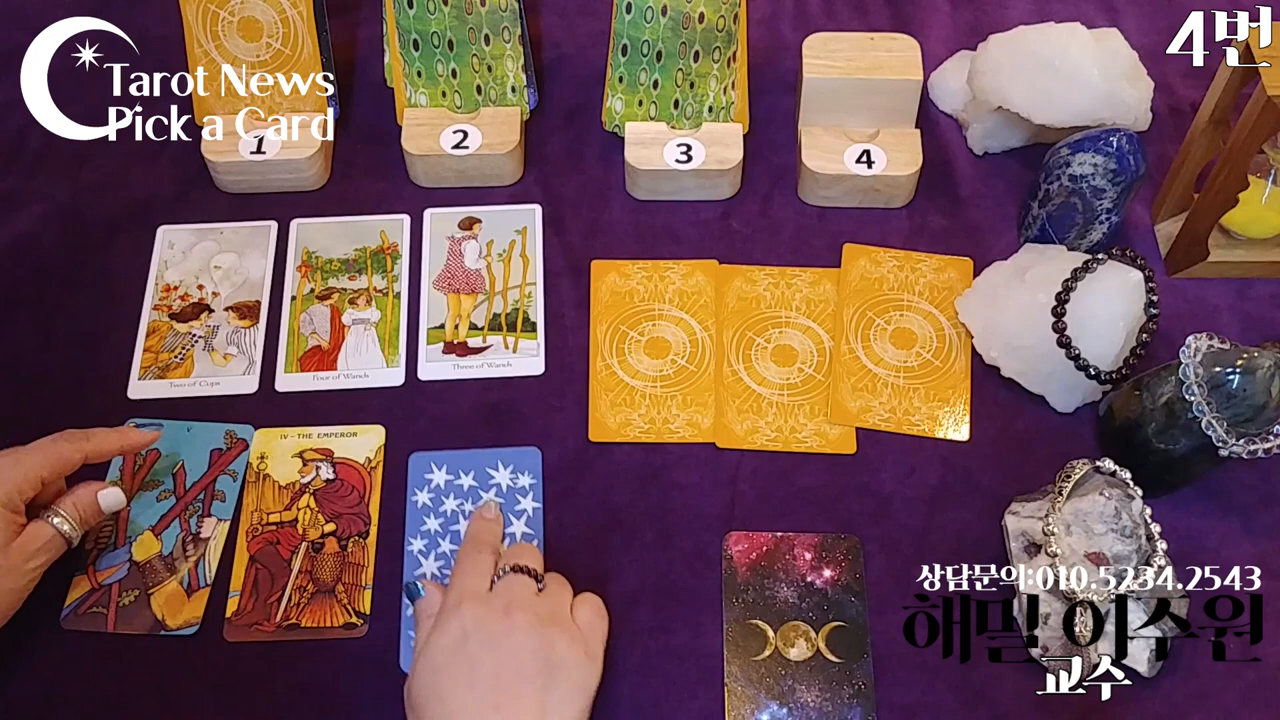 4번
Tarot News
Pick a Card
1
2
3
4
Two of Cups
Four of Wands
Three of Wands
V
IV-THE EMPEROR
상담문의:010.5234.2543
해밀 이수원
교수